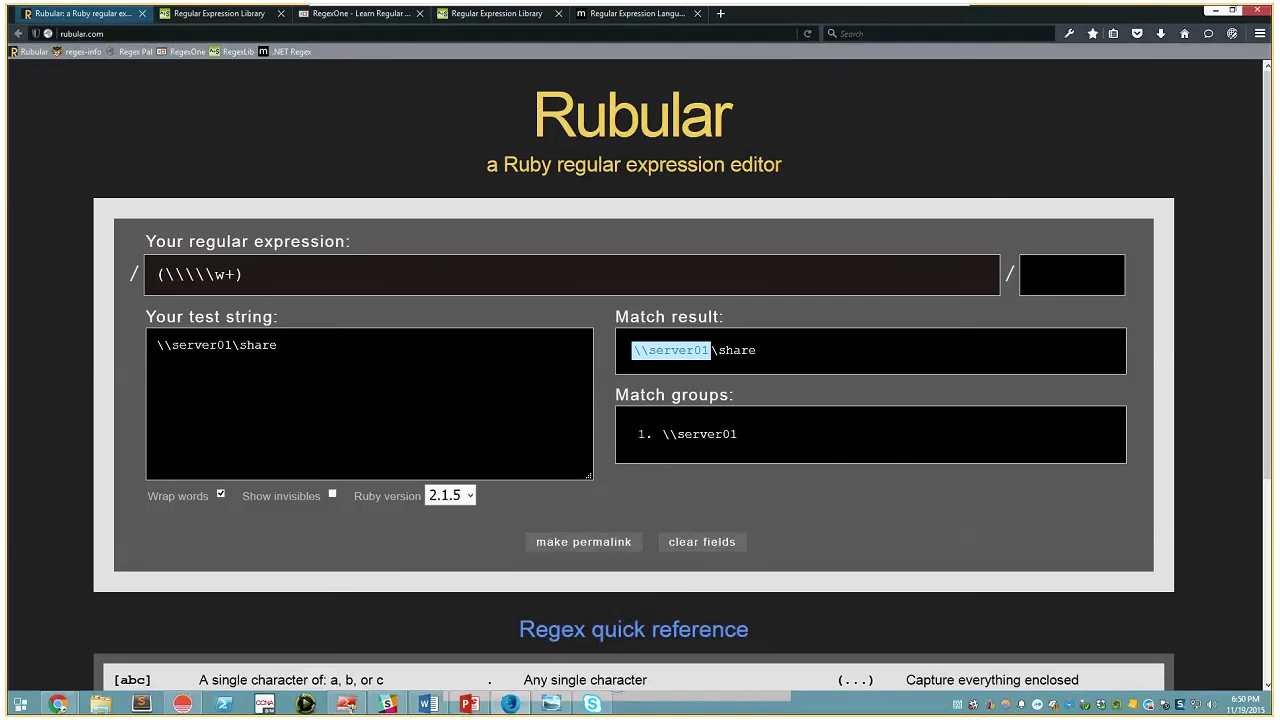 Rubular: a Ruby regular ex...
Regular Expression Library
RegexOne - Learn Regular ...
Regular Expression Library
Regular Expression Langu...
rubular.com
Search
Rubular
regex-info
Regex Pal
RegexOne
RegexLib
.NET Regex
Rubular
a Ruby regular expression editor
Your regular expression:
/ (\\\\\w+) /
Your test string:
Match result:
\\server01\share
\\server01\share
Match groups:
1. \\server01
Wrap words
Show invisibles
Ruby version
2.1.5
make permalink
clear fields
Regex quick reference
[abc] A single character of: a, b, or c
. Any single character
(...) Capture everything enclosed
6:50 PM
11/19/2015